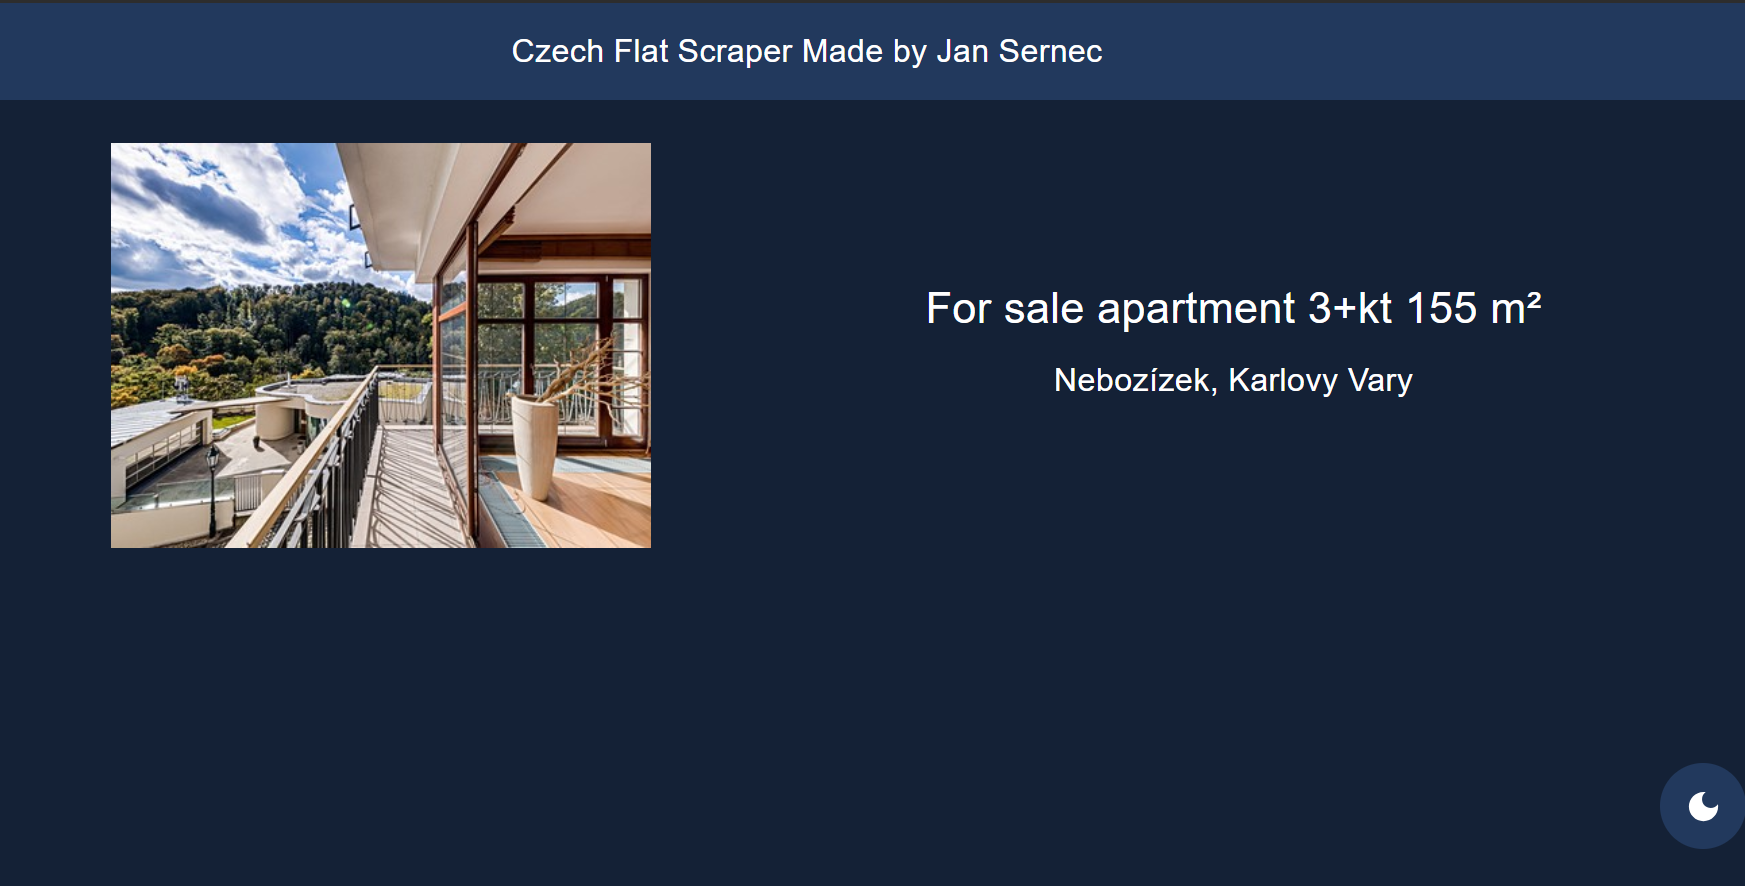 Czech Flat Scraper Made by Jan Sernec
For sale apartment 3+kt 155 m²
Nebozízek, Karlovy Vary